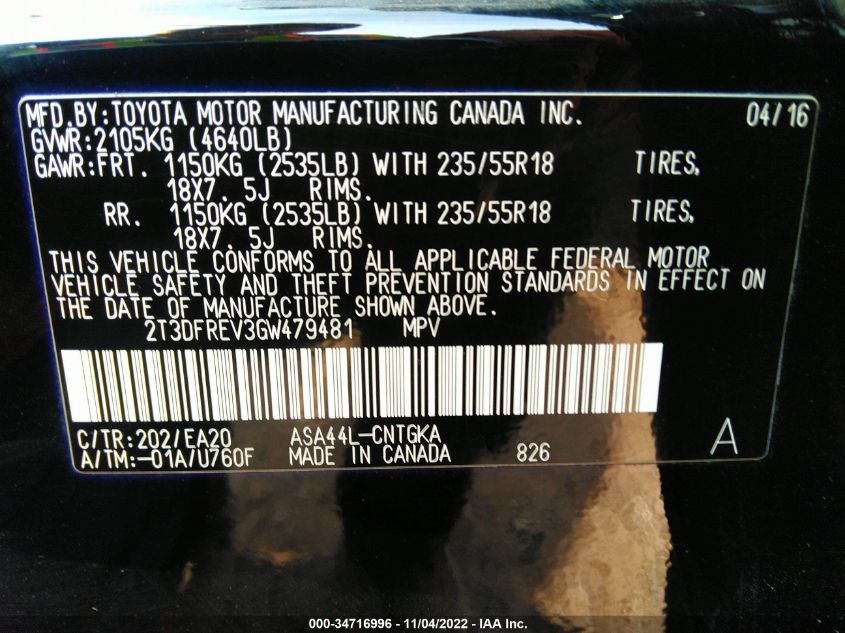 MFD.BY:TOYOTA MOTOR MANUFACTURING CANADA INC. 04/16
GVWR:2105KG (4640LB)
GAWR:FRT. 1150KG (2535LB) WITH 235/55R18 TIRES,
18X7. 5J RIMS.
RR. 1150KG (2535LB) WITH 235/55R18 TIRES,
18X7. 5J RIMS.
THIS VEHICLE CONFORMS TO ALL APPLICABLE FEDERAL MOTOR
VEHICLE SAFETY AND THEFT PREVENTION STANDARDS IN EFFECT ON
THE DATE OF MANUFACTURE SHOWN ABOVE.
2T3DFREV3GW479481 MPV
C/TR:202/EA20 ASA44L-CNTGKA A
A/TM:-01A/U760F MADE IN CANADA 826
000-34716996 - 11/04/2022 - IAA Inc.